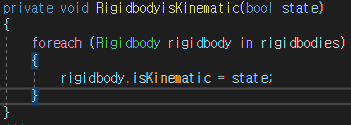 private void RigidbodyisKinematic(bool state)
{
foreach (Rigidbody rigidbody in rigidbodies)
{
rigidbody.isKinematic = state;
}
}